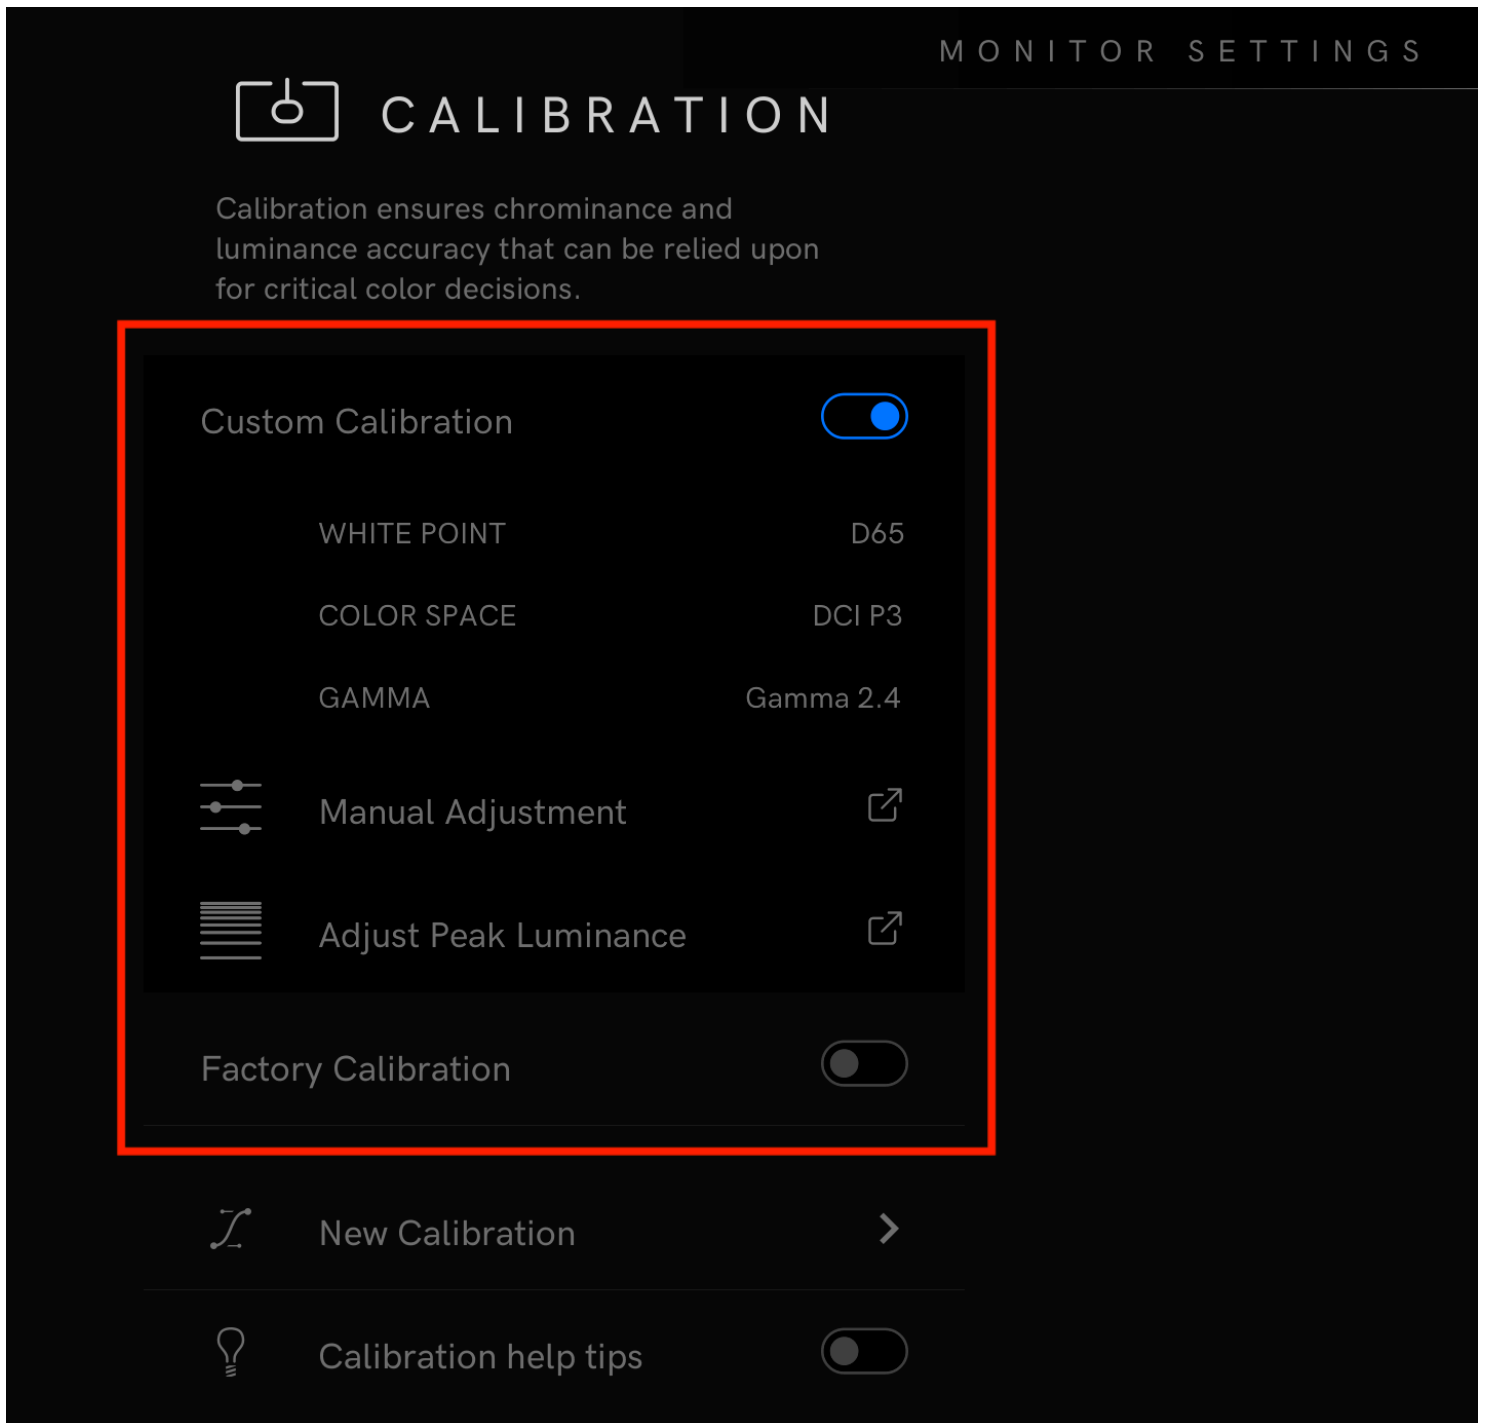 MONITOR SETTINGS
CALIBRATION
Calibration ensures chrominance and
luminance accuracy that can be relied upon
for critical color decisions.
Custom Calibration
WHITE POINT D65
COLOR SPACE DCI P3
GAMMA Gamma 2.4
Manual Adjustment
Adjust Peak Luminance
Factory Calibration
New Calibration
Calibration help tips